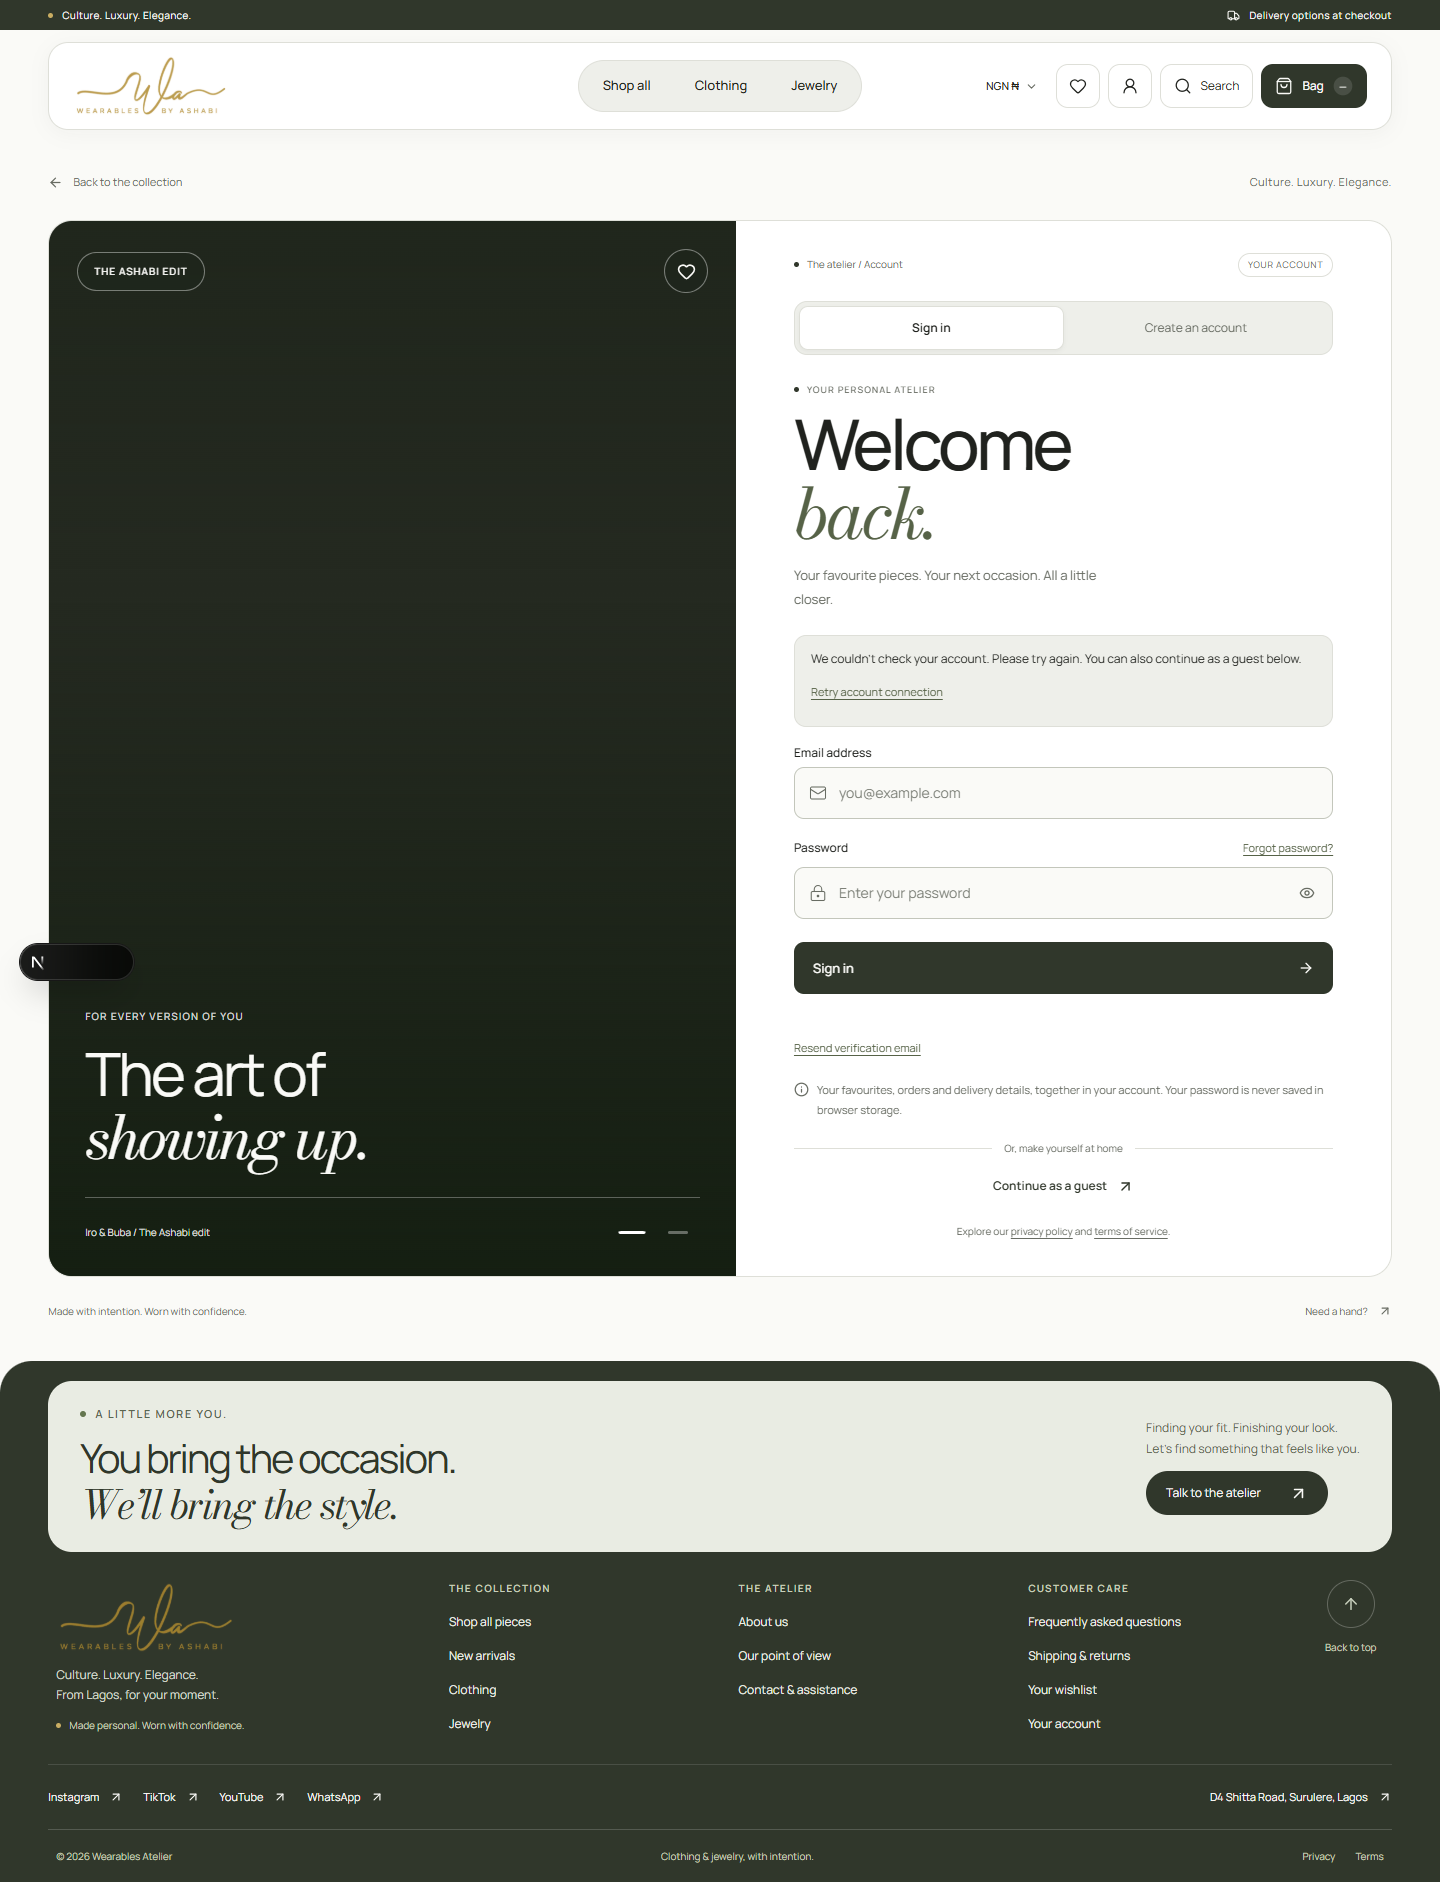 Culture. Luxury. Elegance.
Delivery options at checkout
Wa
WEARABLES BY ASHABI
Shop all
Clothing
Jewelry
NGN ₦
Search
Bag
–
Back to the collection
Culture. Luxury. Elegance.
THE ASHABI EDIT
The atelier / Account
YOUR ACCOUNT
Sign in
Create an account
YOUR PERSONAL ATELIER
Welcome
back.
Your favourite pieces. Your next occasion. All a little
closer.
We couldn't check your account. Please try again. You can also continue as a guest below.
Retry account connection
Email address
you@example.com
Password
Forgot password?
Enter your password
Sign in
N
FOR EVERY VERSION OF YOU
The art of
showing up.
Iro & Buba / The Ashabi edit
Resend verification email
Your favourites, orders and delivery details, together in your account. Your password is never saved in
browser storage.
Or, make yourself at home
Continue as a guest
Explore our privacy policy and terms of service.
Made with intention. Worn with confidence.
Need a hand?
A LITTLE MORE YOU.
You bring the occasion.
We’ll bring the style.
Finding your fit. Finishing your look.
Let's find something that feels like you.
Talk to the atelier
Wa
WEARABLES BY ASHABI
Culture. Luxury. Elegance.
From Lagos, for your moment.
Made personal. Worn with confidence.
THE COLLECTION
Shop all pieces
New arrivals
Clothing
Jewelry
THE ATELIER
About us
Our point of view
Contact & assistance
CUSTOMER CARE
Frequently asked questions
Shipping & returns
Your wishlist
Your account
Back to top
Instagram
TikTok
YouTube
WhatsApp
D4 Shitta Road, Surulere, Lagos
© 2026 Wearables Atelier
Clothing & jewelry, with intention.
Privacy
Terms